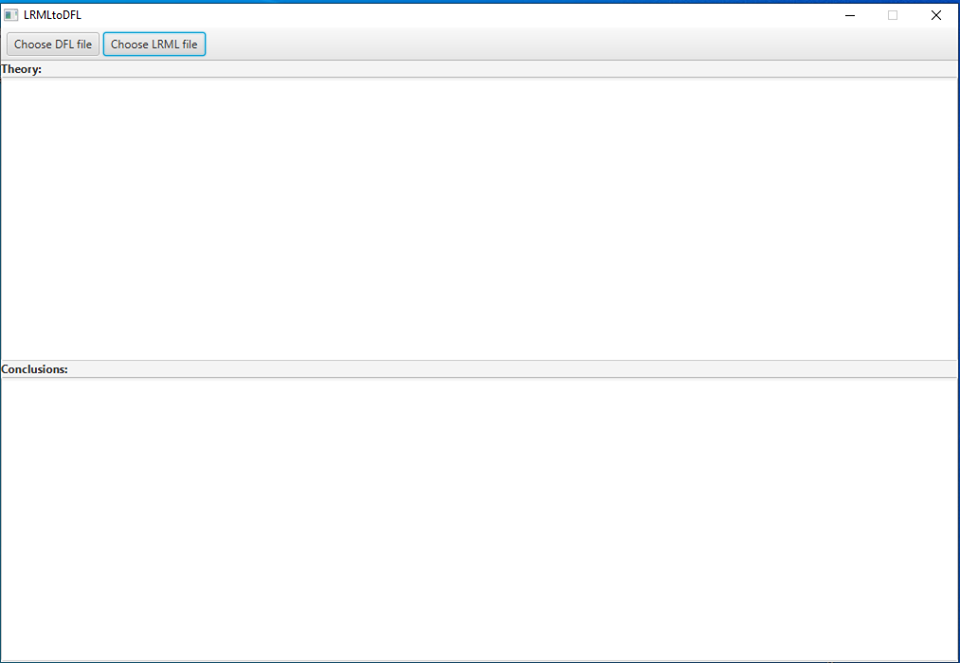 LRMLtoDFL
Choose DFL file Choose LRML file
Theory:
Conclusions: